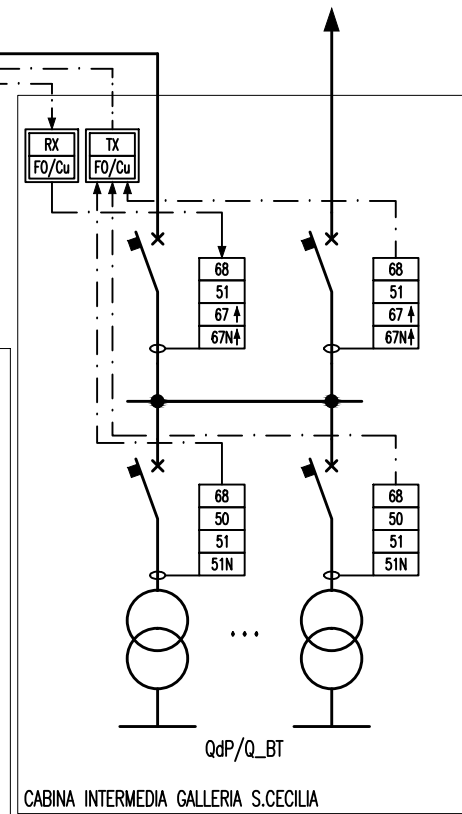 RX
FO/Cu
TX
FO/Cu
68
51
67
67N
68
51
67
67N
68
50
51
51N
68
50
51
51N
...
QdP/Q_BT
CABINA INTERMEDIA GALLERIA S.CECILIA